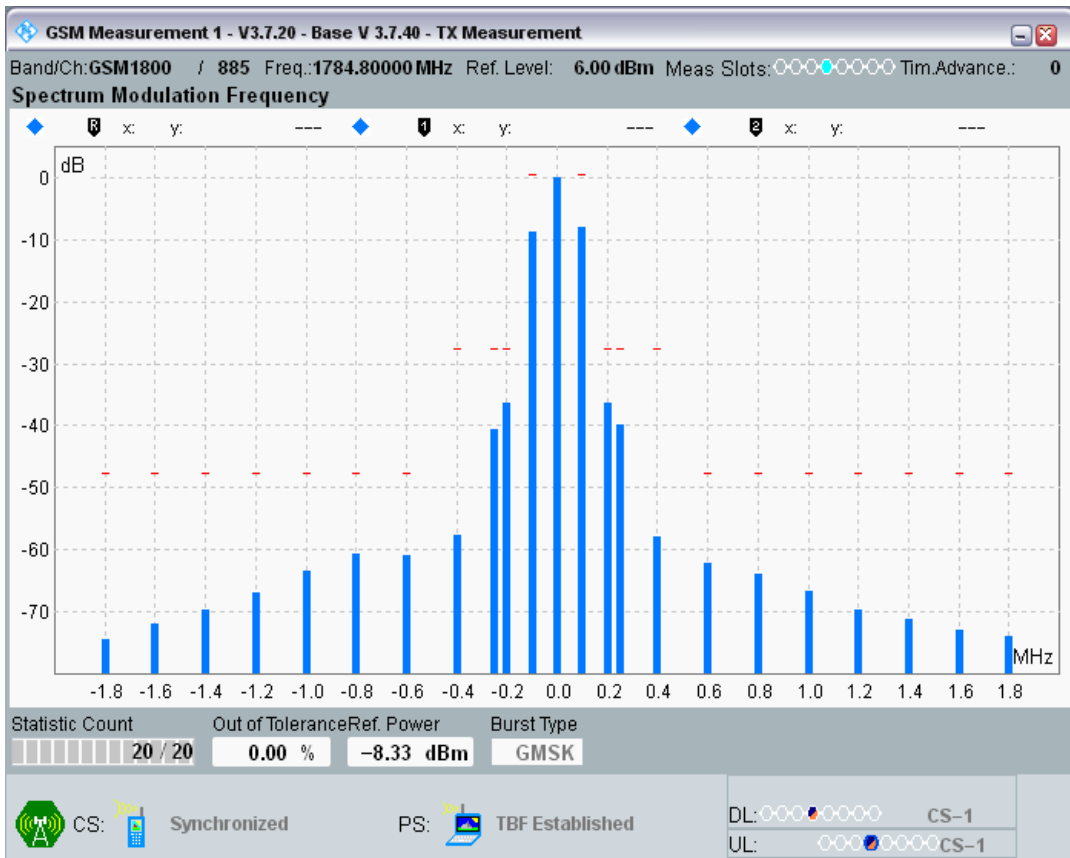 GSM Measurement 1 - V3.7.20 - Base V 3.7.40 - TX Measurement
Band/Ch:GSM1800 / 885 Freq.:1784.80000 MHz Ref. Level: 6.00 dBm Meas Slots: Tim.Advance.: 0
Spectrum Modulation Frequency
R x: y: --- 1 x: y: --- 2 x: y: ---
dB
0
-10
-20
-30
-40
-50
-60
-70
MHz
-1.8 -1.6 -1.4 -1.2 -1.0 -0.8 -0.6 -0.4 -0.2 0.0 0.2 0.4 0.6 0.8 1.0 1.2 1.4 1.6 1.8
Statistic Count Out of Tolerance Ref. Power Burst Type
20 / 20 0.00 % -8.33 dBm GMSK
CS: Synchronized PS: TBF Established
DL: CS-1
UL: CS-1